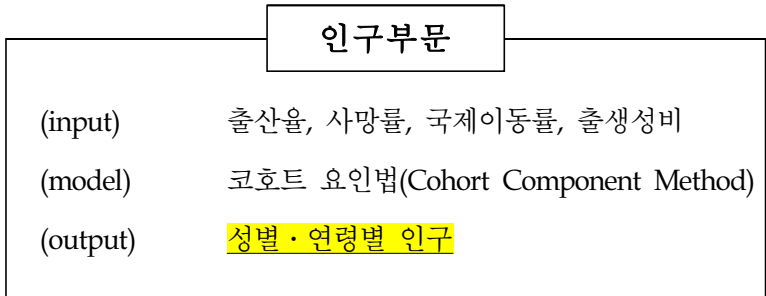 인구부문
(input) 출산율, 사망률, 국제이동률, 출생성비
(model) 코호트 요인법(Cohort Component Method)
(output) 성별・연령별 인구